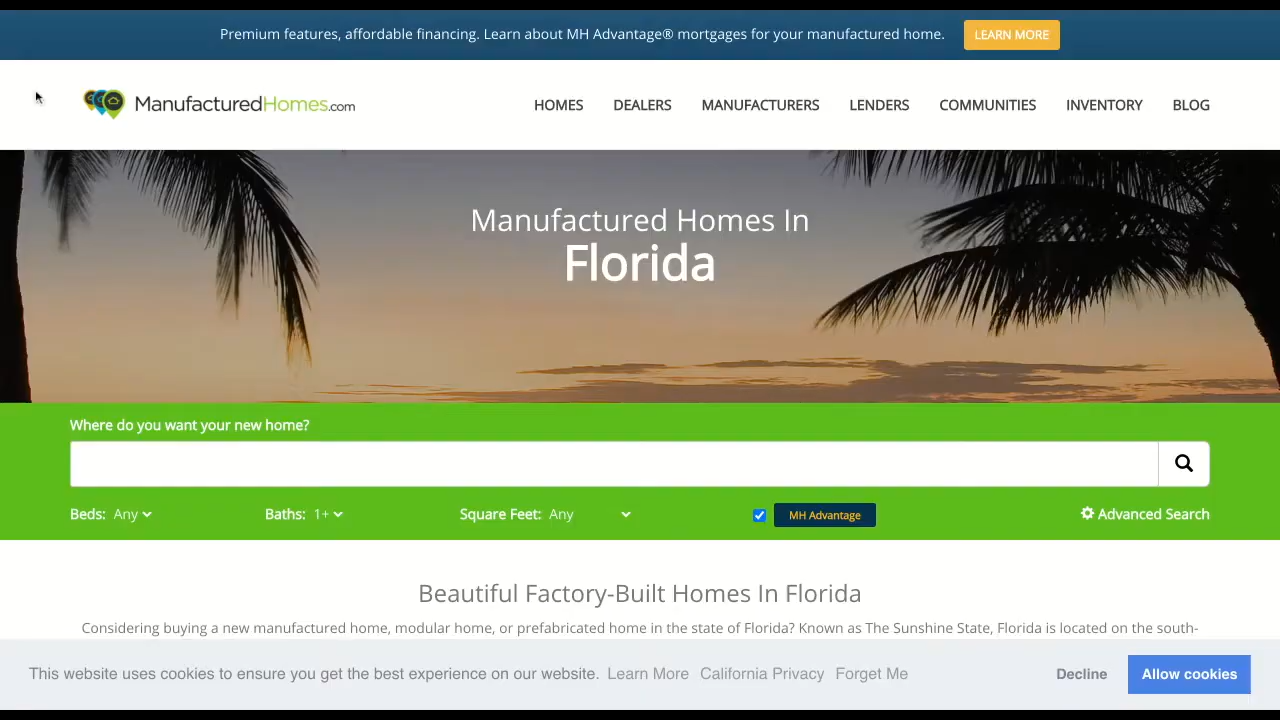 Premium features, affordable financing. Learn about MH Advantage® mortgages for your manufactured home. LEARN MORE
ManufacturedHomes.com HOMES DEALERS MANUFACTURERS LENDERS COMMUNITIES INVENTORY BLOG
Manufactured Homes In
Florida
Where do you want your new home?
Beds: Any Baths: 1+ Square Feet: Any MH Advantage Advanced Search
Beautiful Factory-Built Homes In Florida
Considering buying a new manufactured home, modular home, or prefabricated home in the state of Florida? Known as The Sunshine State, Florida is located on the south-
This website uses cookies to ensure you get the best experience on our website. Learn More California Privacy Forget Me Decline Allow cookies